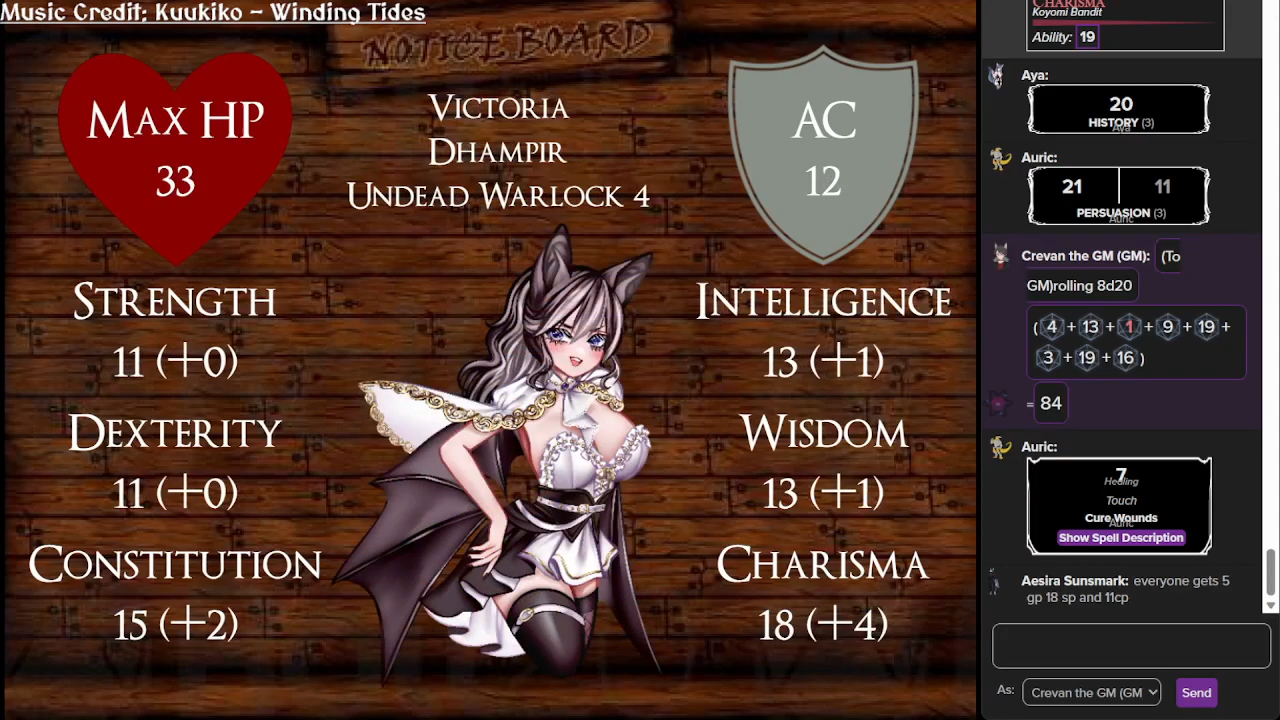 Music Credit: Kuukiko - Winding Tides
NOTICE BOARD
MAX HP
33
VICTORIA
DHAMPIR
UNDEAD WARLOCK 4
AC
12
STRENGTH
11 (+0)
DEXTERITY
11 (+0)
CONSTITUTION
15 (+2)
INTELLIGENCE
13 (+1)
WISDOM
13 (+1)
CHARISMA
18 (+4)
CHARISMA
Koyomi Bandit
Ability: 19
Aya:
20
HISTORY (3)
Aya
Auric:
21 11
PERSUASION (3)
Auric
Crevan the GM (GM): (To
GM)rolling 8d20
(4+13+1+9+19+
3+19+16)
= 84
Auric:
7
Healing
Touch
Cure Wounds
Auric
Show Spell Description
Aesira Sunsmark: everyone gets 5
gp 18 sp and 11cp
As: Crevan the GM (GM Send